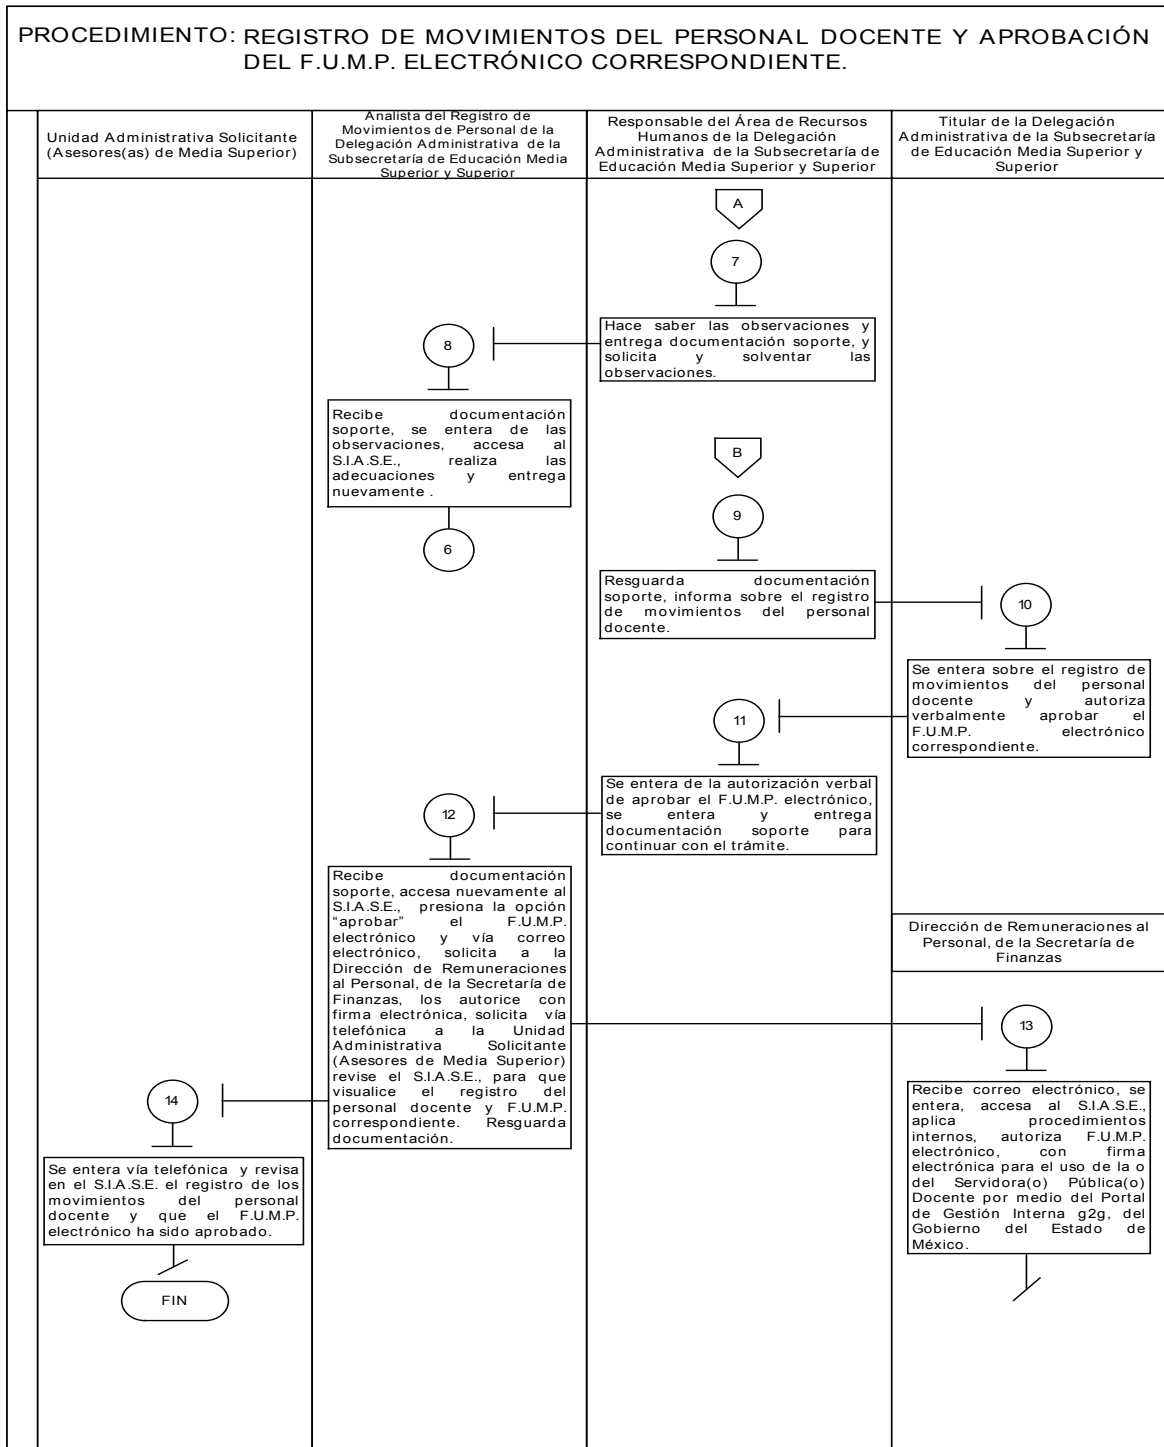 PROCEDIMIENTO: REGISTRO DE MOVIMIENTOS DEL PERSONAL DOCENTE Y APROBACIÓN
DEL F.U.M.P. ELECTRÓNICO CORRESPONDIENTE.
Unidad Administrativa Solicitante
(Asesores(as) de Media Superior)
Analista del Registro de
Movimientos de Personal de la
Delegación Administrativa de la
Subsecretaría de Educación Media
Superior y Superior
Responsable del Área de Recursos
Humanos de la Delegación
Administrativa de la Subsecretaría de
Educación Media Superior y Superior
Titular de la Delegación
Administrativa de la Subsecretaría
de Educación Media Superior y
Superior
A
7
Hace saber las observaciones y
entrega documentación soporte, y
solicita y solventar las
observaciones.
8
Recibe documentación
soporte, se entera de las
observaciones, accesa al
S.I.A.S.E., realiza las
adecuaciones y entrega
nuevamente .
6
B
9
Resguarda documentación
soporte, informa sobre el registro
de movimientos del personal
docente.
10
Se entera sobre el registro de
movimientos del personal
docente y autoriza
verbalmente aprobar el
F.U.M.P. electrónico
correspondiente.
11
Se entera de la autorización verbal
de aprobar el F.U.M.P. electrónico,
se entera y entrega
documentación soporte para
continuar con el trámite.
12
Recibe documentación
soporte, accesa nuevamente al
S.I.A.S.E., presiona la opción
“aprobar” el F.U.M.P.
electrónico y vía correo
electrónico, solicita a la
Dirección de Remuneraciones
al Personal, de la Secretaría de
Finanzas, los autorice con
firma electrónica, solicita vía
telefónica a la Unidad
Administrativa Solicitante
(Asesores de Media Superior)
revise el S.I.A.S.E., para que
visualice el registro del
personal docente y F.U.M.P.
correspondiente. Resguarda
documentación.
Dirección de Remuneraciones al
Personal, de la Secretaría de
Finanzas
13
Recibe correo electrónico, se
entera, accesa al S.I.A.S.E.,
aplica procedimientos
internos, autoriza F.U.M.P.
electrónico, con firma
electrónica para el uso de la o
del Servidora(o) Pública(o)
Docente por medio del Portal
de Gestión Interna g2g, del
Gobierno del Estado de
México.
14
Se entera vía telefónica y revisa
en el S.I.A.S.E. el registro de los
movimientos del personal
docente y que el F.U.M.P.
electrónico ha sido aprobado.
FIN